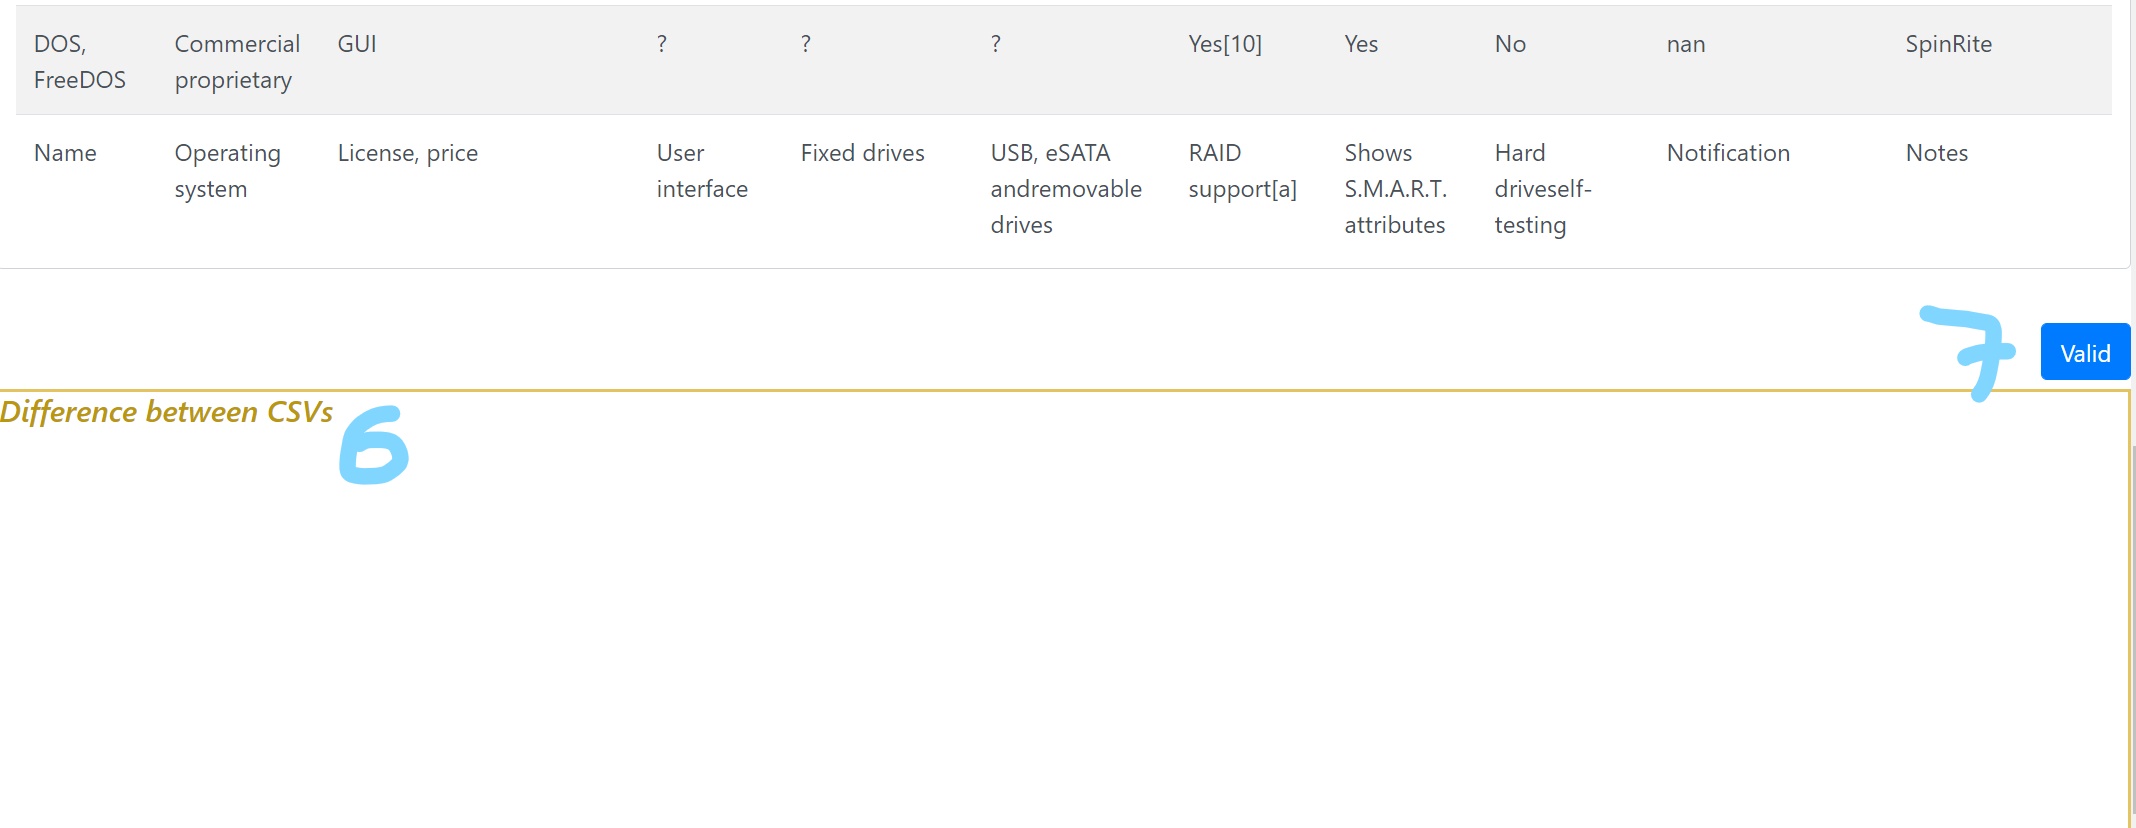 DOS, FreeDOS Commercial proprietary GUI ? ? ? Yes[10] Yes No nan SpinRite
Name Operating system License, price User interface Fixed drives USB, eSATA andremovable drives RAID support[a] Shows S.M.A.R.T. attributes Hard driveself-testing Notification Notes
7 Valid
Difference between CSVs
6